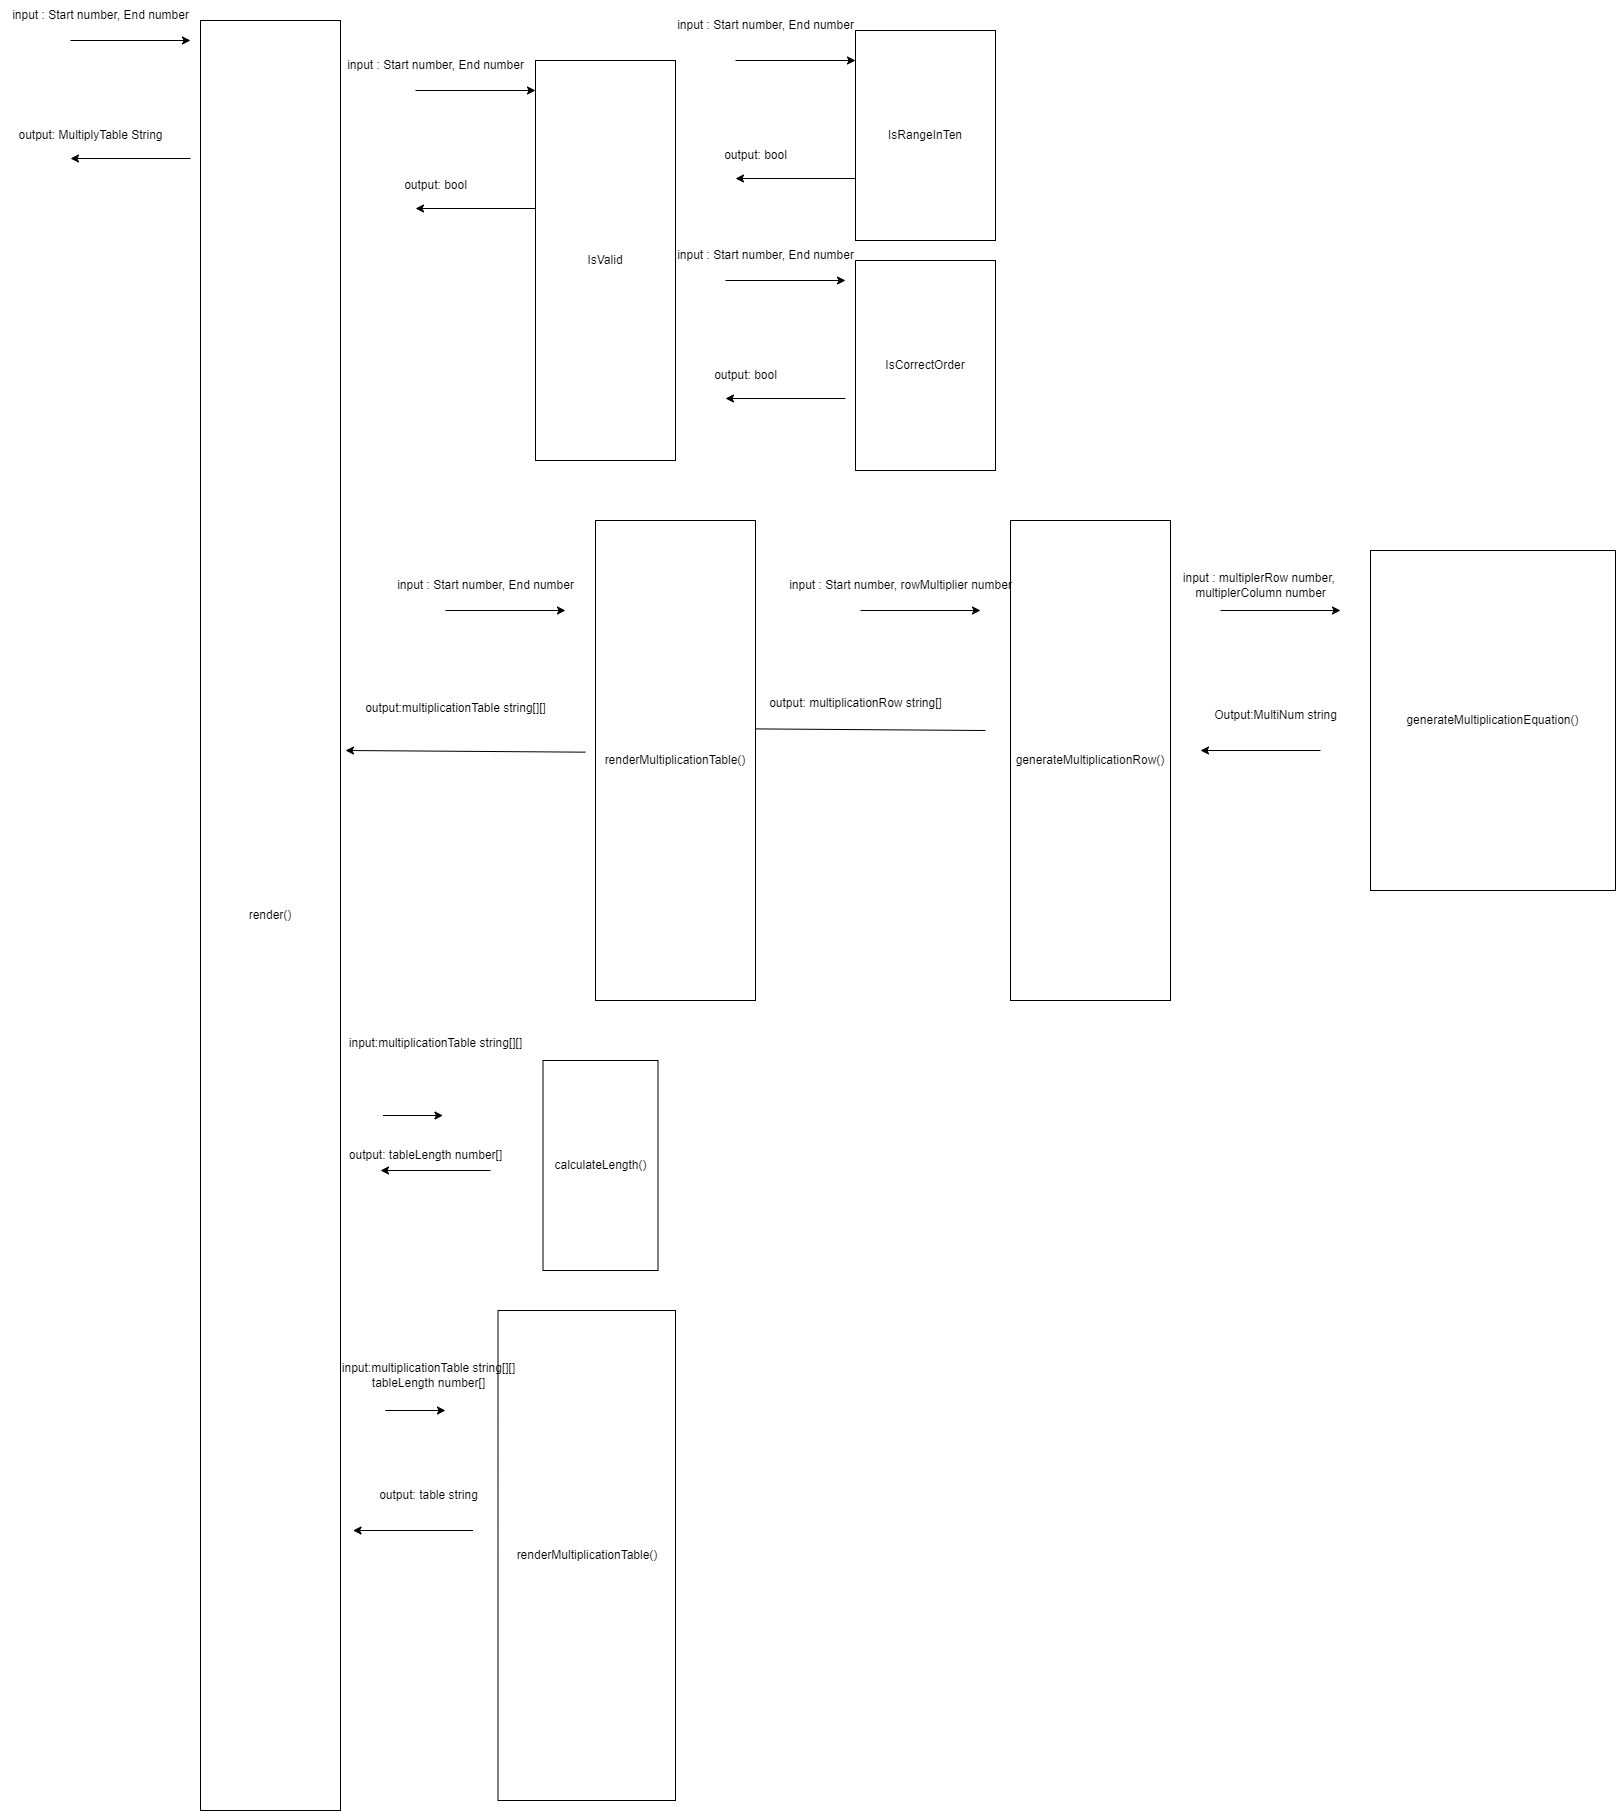 input : Start number, End number
output: MultiplyTable String
render()
input : Start number, End number
output: bool
IsValid
input : Start number, End number
output: bool
IsRangeInTen
input : Start number, End number
output: bool
IsCorrectOrder
input : Start number, End number
output:multiplicationTable string[][]
renderMultiplicationTable()
input : Start number, rowMultiplier number
output: multiplicationRow string[]
generateMultiplicationRow()
input : multiplerRow number,
multiplerColumn number
Output:MultiNum string
generateMultiplicationEquation()
input:multiplicationTable string[][]
output: tableLength number[]
calculateLength()
input:multiplicationTable string[][]
tableLength number[]
output: table string
renderMultiplicationTable()